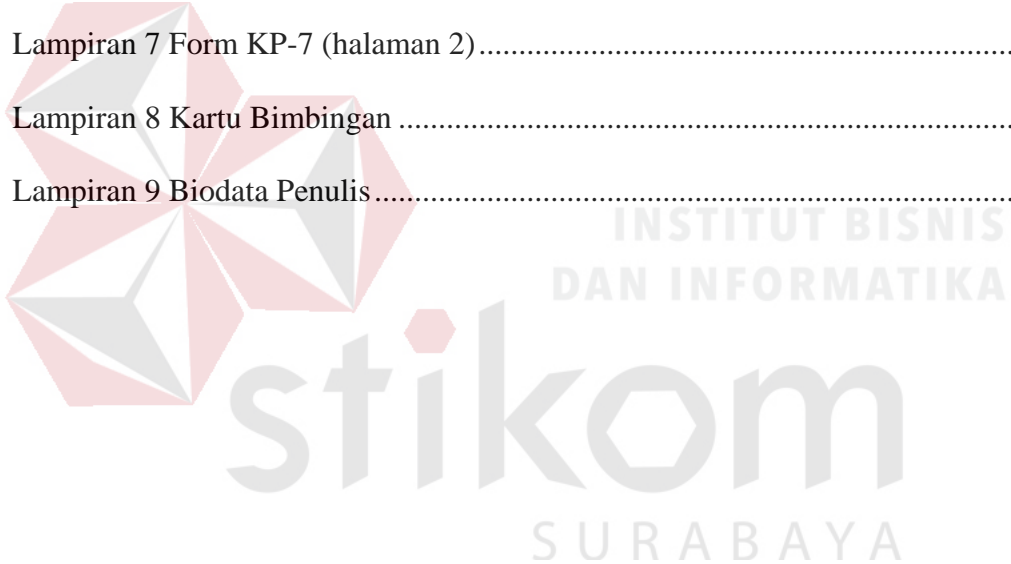 Lampiran 7 Form KP-7 (halaman 2)....................................................................
Lampiran 8 Kartu Bimbingan ..............................................................................
Lampiran 9 Biodata Penulis.................................................................................
INSTITUT BISNIS
DAN INFORMATIKA
stikom
SURABAYA